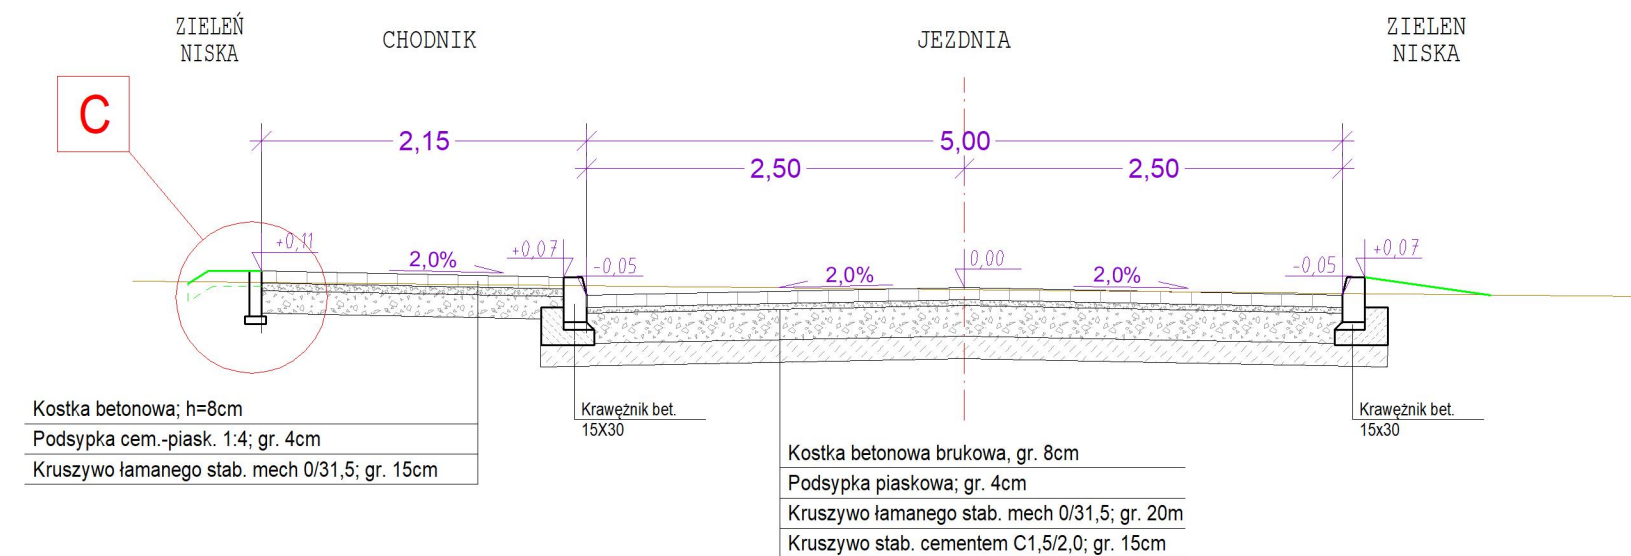 ZIELEŃ
NISKA
CHODNIK
JEZDNIA
ZIELEN
NISKA
C
2,15
5,00
2,50
2,50
+0,11
2,0%
+0,07
-0,05
2,0%
0,00
2,0%
-0,05
+0,07
Kostka betonowa; h=8cm
Podsypka cem.-piask. 1:4; gr. 4cm
Kruszywo łamanego stab. mech 0/31,5; gr. 15cm
Krawężnik bet.
15X30
Kostka betonowa brukowa, gr. 8cm
Podsypka piaskowa; gr. 4cm
Kruszywo łamanego stab. mech 0/31,5; gr. 20m
Kruszywo stab. cementem C1,5/2,0; gr. 15cm
Krawężnik bet.
15x30